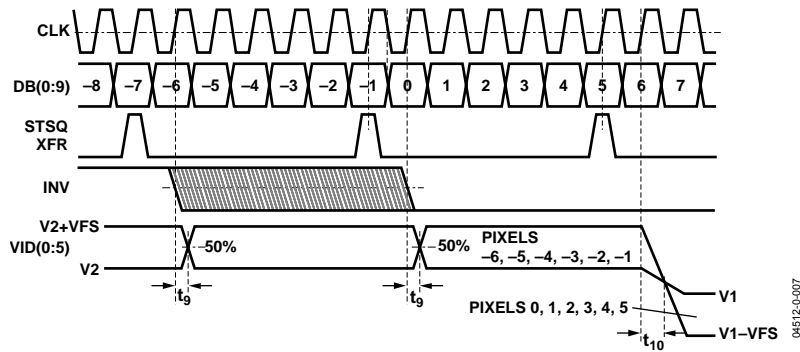 CLK
DB(0:9) –8 –7 –6 –5 –4 –3 –2 –1 0 1 2 3 4 5 6 7
STSQ
XFR
INV
V2+VFS
VID(0:5)
V2
50%
50%
PIXELS
–6, –5, –4, –3, –2, –1
t9
t9
PIXELS 0, 1, 2, 3, 4, 5
V1
V1–VFS
t10
04512-0-007